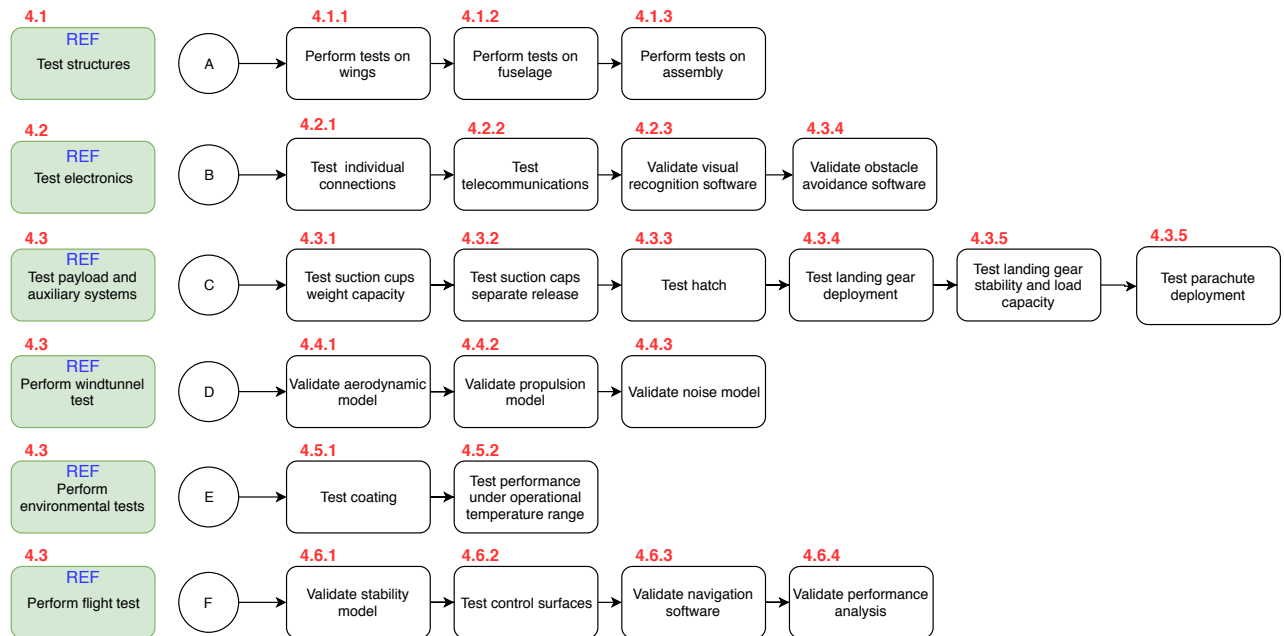 4.1
REF
Test structures
A
4.1.1
Perform tests on
wings
4.1.2
Perform tests on
fuselage
4.1.3
Perform tests on
assembly
4.2
REF
Test electronics
B
4.2.1
Test individual
connections
4.2.2
Test
telecommunications
4.2.3
Validate visual
recognition software
4.3.4
Validate obstacle
avoidance software
4.3
REF
Test payload and
auxiliary systems
C
4.3.1
Test suction cups
weight capacity
4.3.2
Test suction caps
separate release
4.3.3
Test hatch
4.3.4
Test landing gear
deployment
4.3.5
Test landing gear
stability and load
capacity
4.3.5
Test parachute
deployment
4.3
REF
Perform windtunnel
test
D
4.4.1
Validate aerodynamic
model
4.4.2
Validate propulsion
model
4.4.3
Validate noise model
4.3
REF
Perform
environmental tests
E
4.5.1
Test coating
4.5.2
Test performance
under operational
temperature range
4.3
REF
Perform flight test
F
4.6.1
Validate stability
model
4.6.2
Test control surfaces
4.6.3
Validate navigation
software
4.6.4
Validate performance
analysis